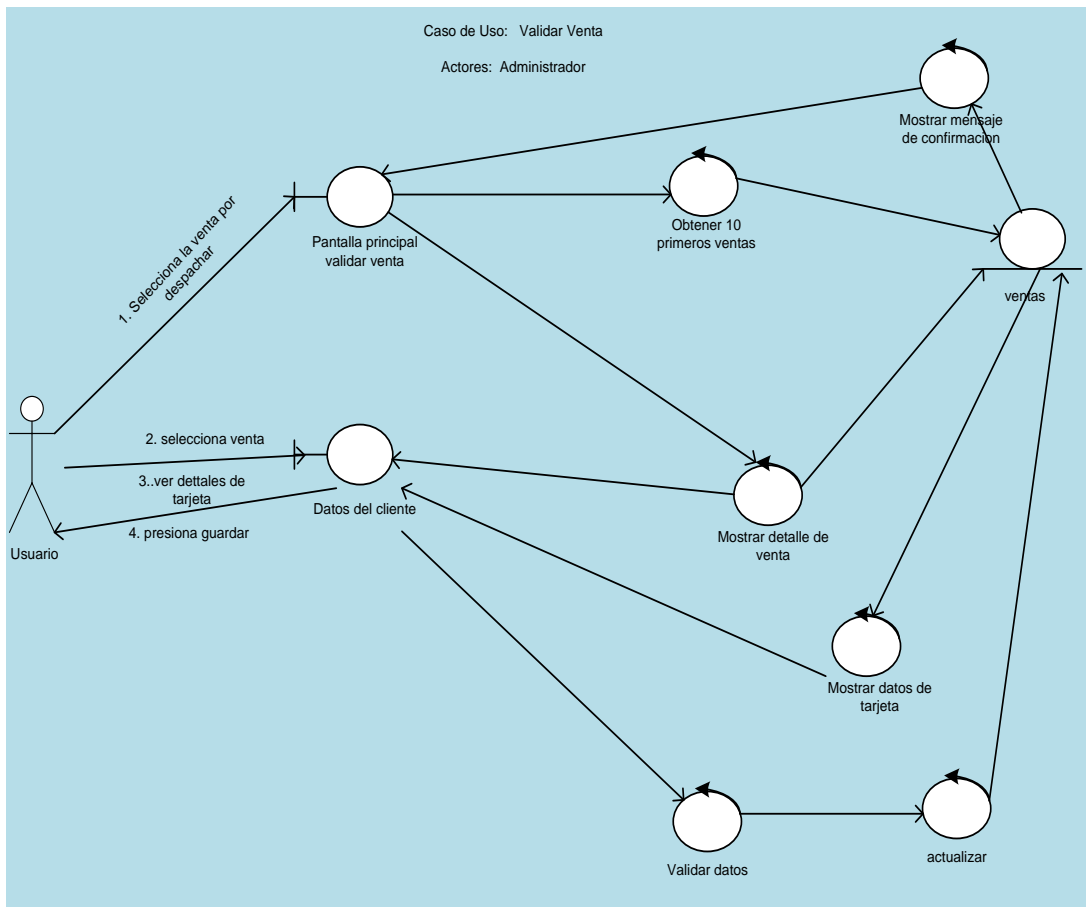 Caso de Uso: Validar Venta
Actores: Administrador
Mostrar mensaje
de confirmacion
Obtener 10
primeros ventas
Pantalla principal
validar venta
ventas
1. Selecciona la venta por
despachar
2. selecciona venta
3..ver dettales de
tarjeta
4. presiona guardar
Usuario
Datos del cliente
Mostrar detalle de
venta
Mostrar datos de
tarjeta
Validar datos
actualizar